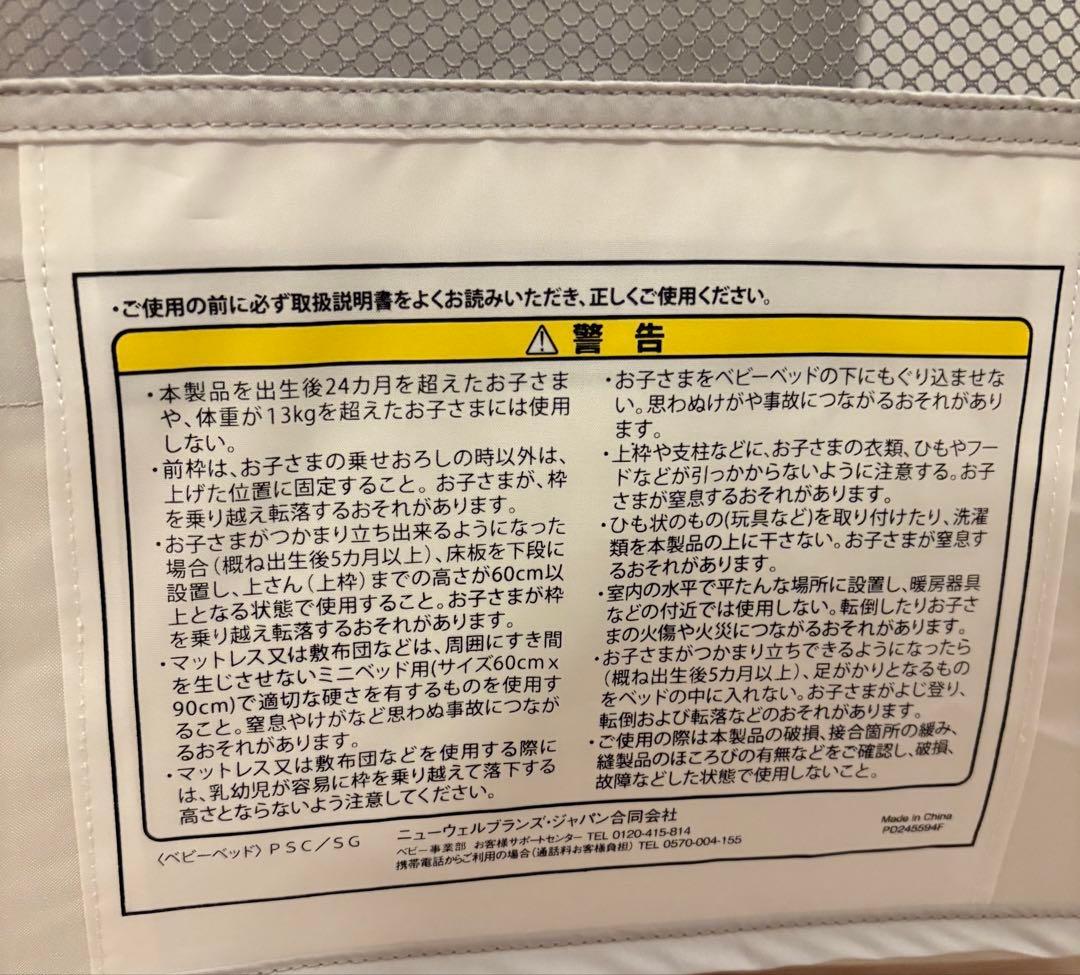 ・ご使用の前に必ず取扱説明書をよくお読みいただき、正しくご使用ください。
警告
・本製品を出生後24カ月を超えたお子さま
や、体重が13kgを超えたお子さまには使用
しない。
・前枠は、お子さまの乗せおろしの時以外は、
上げた位置に固定すること。お子さまが、枠
を乗り越え転落するおそれがあります。
・お子さまがつかまり立ち出来るようになった
場合(概ね出生後5カ月以上)、床板を下段に
設置し、上さん(上枠)までの高さが60cm以
上となる状態で使用すること。お子さまが枠
を乗り越え転落するおそれがあります。
・マットレス又は敷布団などは、周囲にすき間
を生じさせないミニベッド用(サイズ60cmx
90cm)で適切な硬さを有するものを使用す
ること。窒息やけがなど思わぬ事故につなが
るおそれがあります。
・マットレス又は敷布団などを使用する際に
は、乳幼児が容易に枠を乗り越えて落下する
高さとならないよう注意してください。
・お子さまをベビーベッドの下にもぐり込ませな
い。思わぬけがや事故につながるおそれがあり
ます。
・上枠や支柱などに、お子さまの衣類、ひもやフー
ドなどが引っかからないように注意する。お子
さまが窒息するおそれがあります。
・ひも状のもの(玩具など)を取り付けたり、洗濯
類を本製品の上に干さない。お子さまが窒息す
るおそれがあります。
・室内の水平で平たんな場所に設置し、暖房器具
などの付近では使用しない。転倒したりお子さ
まの火傷や火災につながるおそれがあります。
・お子さまがつかまり立ちできるようになったら
(概ね出生後5カ月以上)、足がかりとなるもの
をベッドの中に入れない。お子さまがよじ登り、
転倒および転落などのおそれがあります。
・ご使用の際は本製品の破損、接合箇所の緩み、
縫製品のほころびの有無などをご確認し、破損、
故障などした状態で使用しないこと。
〈ベビーベッド〉PSC/SG
ニューウェルブランズ・ジャパン合同会社
ベビー事業部 お客様サポートセンター TEL 0120-415-814
携帯電話からご利用の場合(通話料お客様負担) TEL 0570-004-155
Made in China
PD245594F